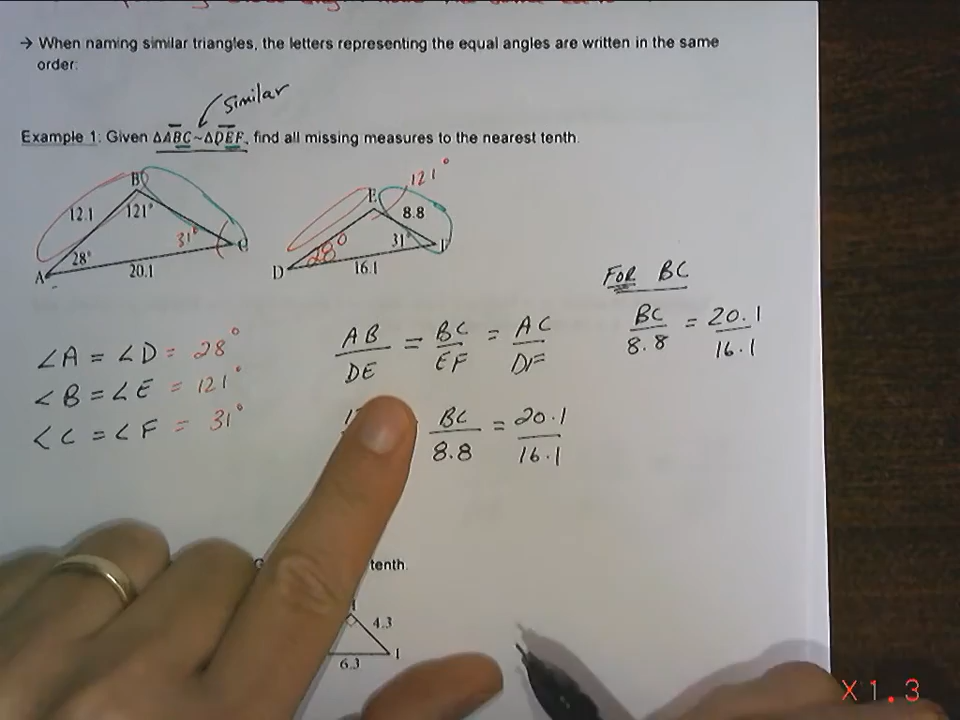 → When naming similar triangles, the letters representing the equal angles are written in the same
order:
Similar
Example 1: Given ΔABC~ΔDEF, find all missing measures to the nearest tenth.
B
12.1
121°
31°
28°
A
20.1
121°
E
8.8
28°
31°
D
16.1
FOR BC
BC/8.8 = 20.1/16.1
∠A = ∠D = 28°
∠B = ∠E = 121°
∠C = ∠F = 31°
AB/DE = BC/EF = AC/DF
BC/8.8 = 20.1/16.1
tenth.
4.3
6.3
I
X1.3